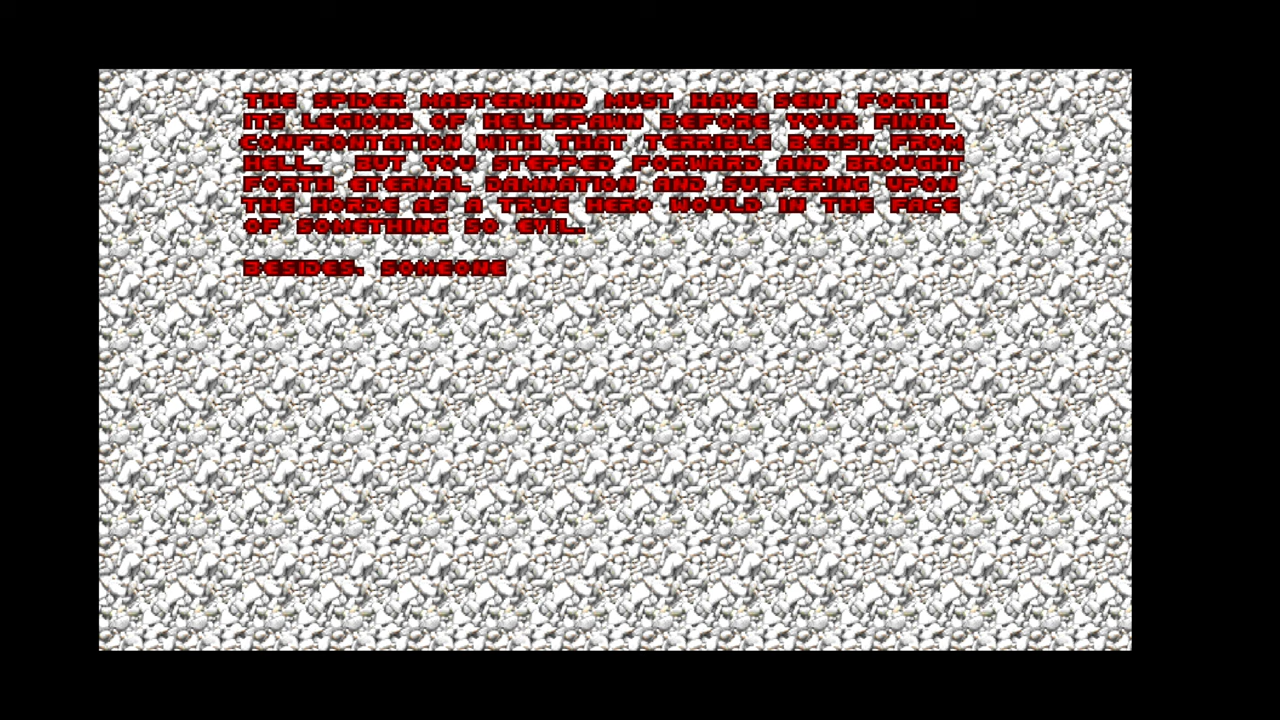 THE SPIDER MASTERMIND MUST HAVE SENT FORTH
ITS LEGIONS OF HELLSPAWN BEFORE YOUR FINAL
CONFRONTATION WITH THAT TERRIBLE BEAST FROM
HELL.  BUT YOU STEPPED FORWARD AND BROUGHT
FORTH ETERNAL DAMNATION AND SUFFERING UPON
THE HORDE AS A TRUE HERO WOULD IN THE FACE
OF SOMETHING SO EVIL.
BESIDES, SOMEONE